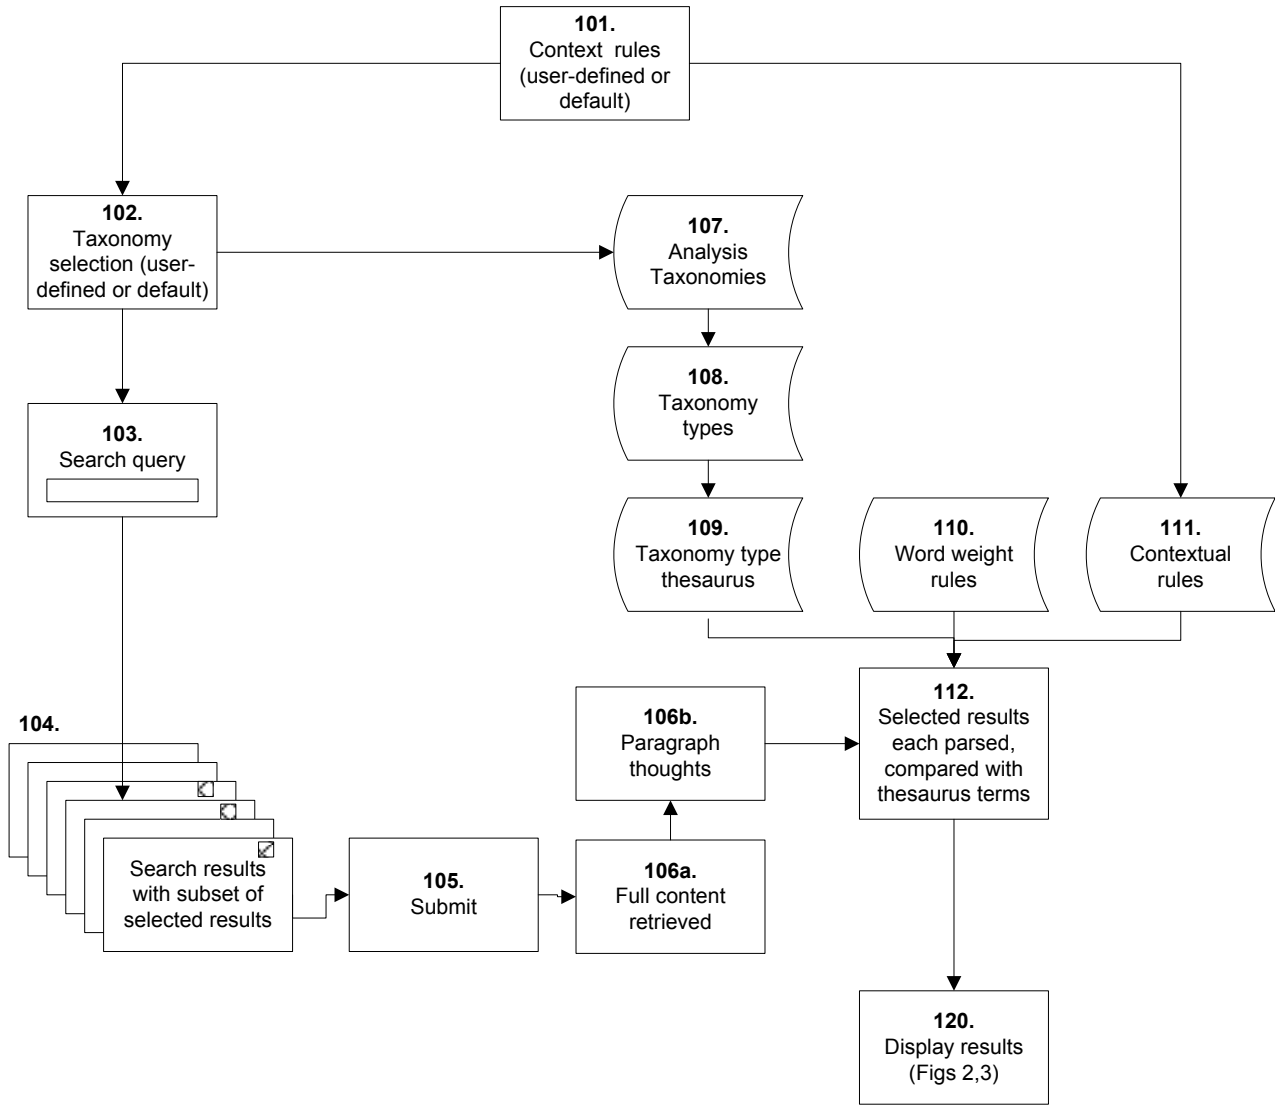 101.
Context rules
(user-defined or
default)
102.
Taxonomy
selection (user-
defined or default)
107.
Analysis
Taxonomies
108.
Taxonomy
types
103.
Search query
109.
Taxonomy type
thesaurus
110.
Word weight
rules
111.
Contextual
rules
104.
Search results
with subset of
selected results
105.
Submit
106a.
Full content
retrieved
106b.
Paragraph
thoughts
112.
Selected results
each parsed,
compared with
thesaurus terms
120.
Display results
(Figs 2,3)